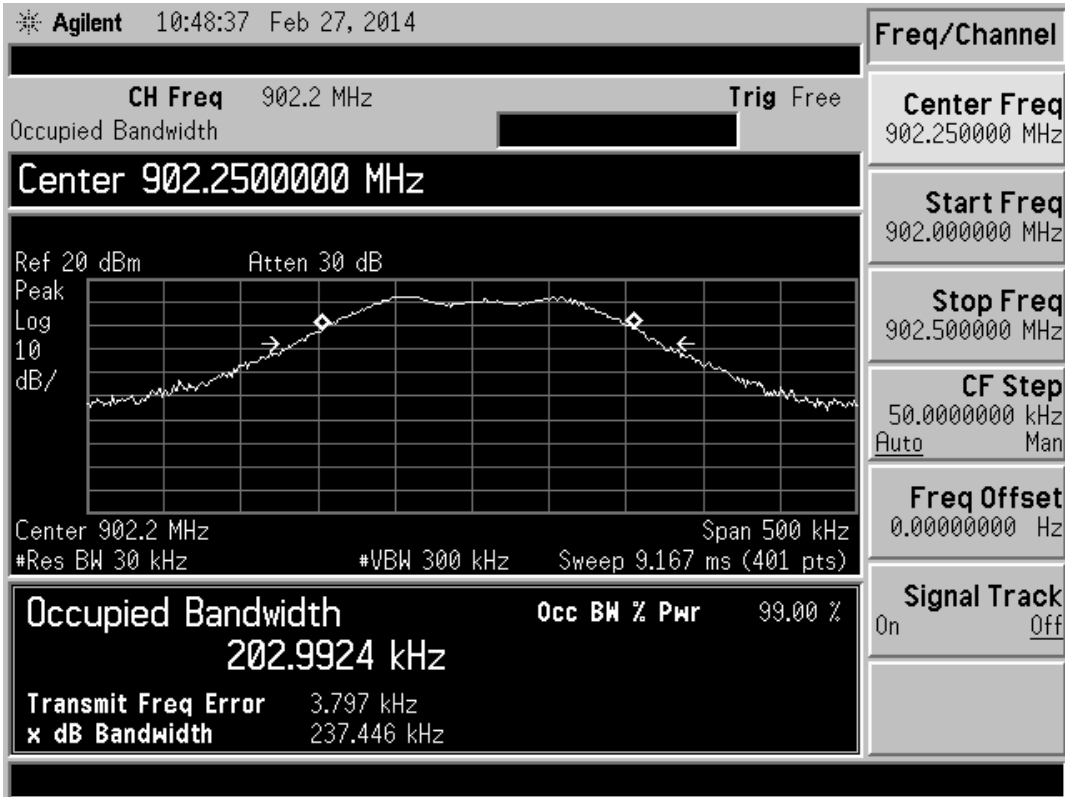 Agilent 10:48:37 Feb 27, 2014
CH Freq 902.2 MHz Trig Free
Occupied Bandwidth
Center 902.2500000 MHz
Ref 20 dBm Atten 30 dB
Peak
Log
10
dB/
Center 902.2 MHz Span 500 kHz
#Res BW 30 kHz #VBW 300 kHz Sweep 9.167 ms (401 pts)
Occupied Bandwidth Occ BW % Pwr 99.00 %
202.9924 kHz
Transmit Freq Error 3.797 kHz
x dB Bandwidth 237.446 kHz
Freq/Channel
Center Freq
902.250000 MHz
Start Freq
902.000000 MHz
Stop Freq
902.500000 MHz
CF Step
50.0000000 kHz
Auto Man
Freq Offset
0.00000000 Hz
Signal Track
On Off